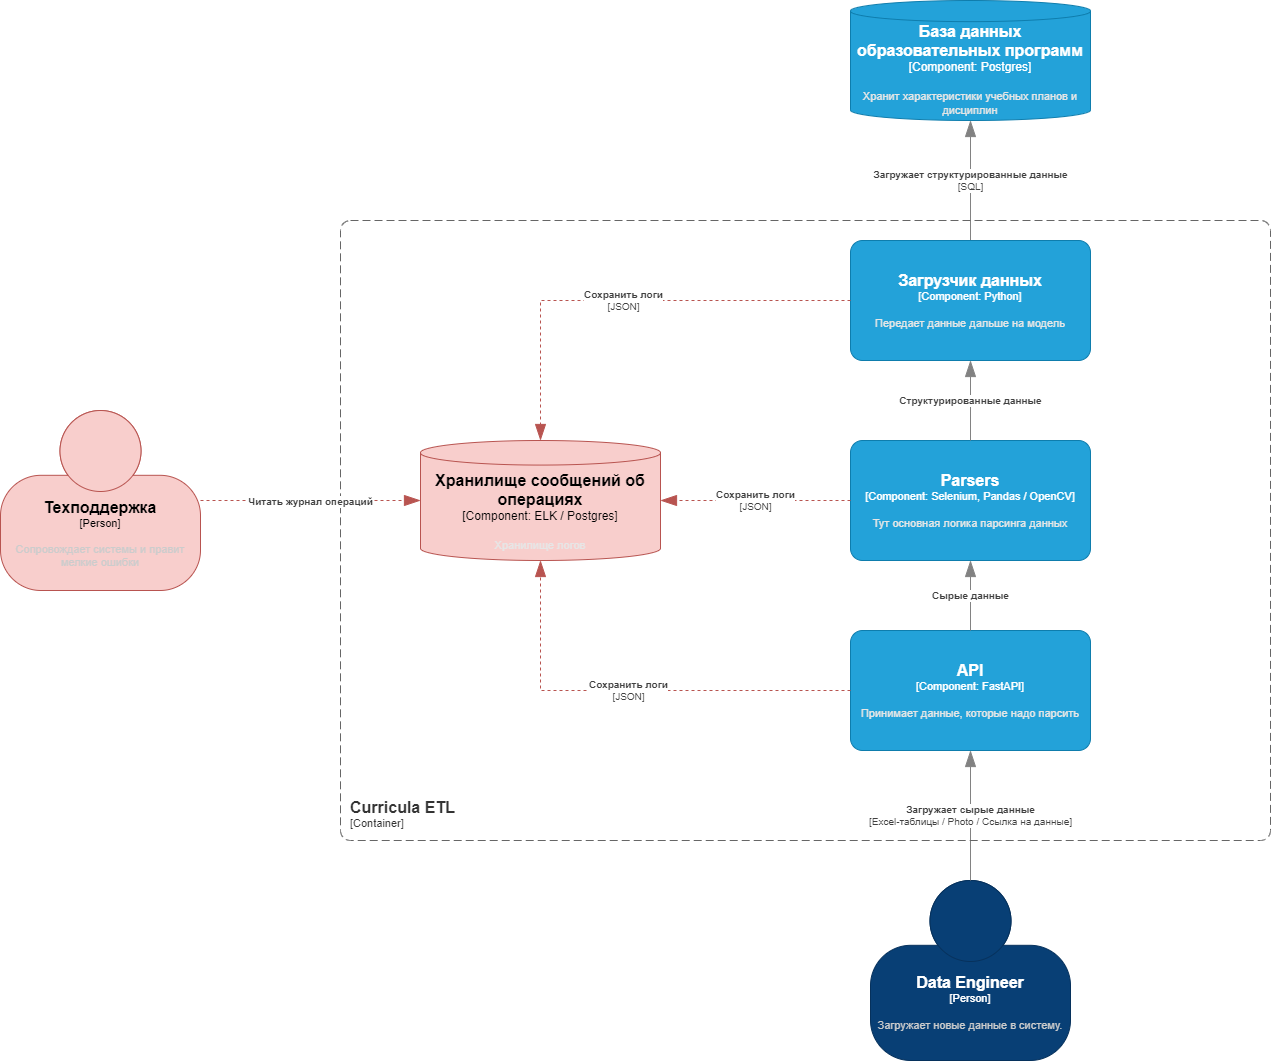 База данных
образовательных программ
[Component: Postgres]
Хранит характеристики учебных планов и
дисциплин
Загружает структурированные данные
[SQL]
Загрузчик данных
[Component: Python]
Передает данные дальше на модель
Сохранить логи
[JSON]
Структурированные данные
Техподдержка
[Person]
Сопровождает системы и правит
мелкие ошибки
Читать журнал операций
Хранилище сообщений об
операциях
[Component: ELK / Postgres]
Хранилище логов
Сохранить логи
[JSON]
Parsers
[Component: Selenium, Pandas / OpenCV]
Тут основная логика парсинга данных
Сырые данные
Сохранить логи
[JSON]
API
[Component: FastAPI]
Принимает данные, которые надо парсить
Curricula ETL
[Container]
Загружает сырые данные
[Excel-таблицы / Photo / Ссылка на данные]
Data Engineer
[Person]
Загружает новые данные в систему.